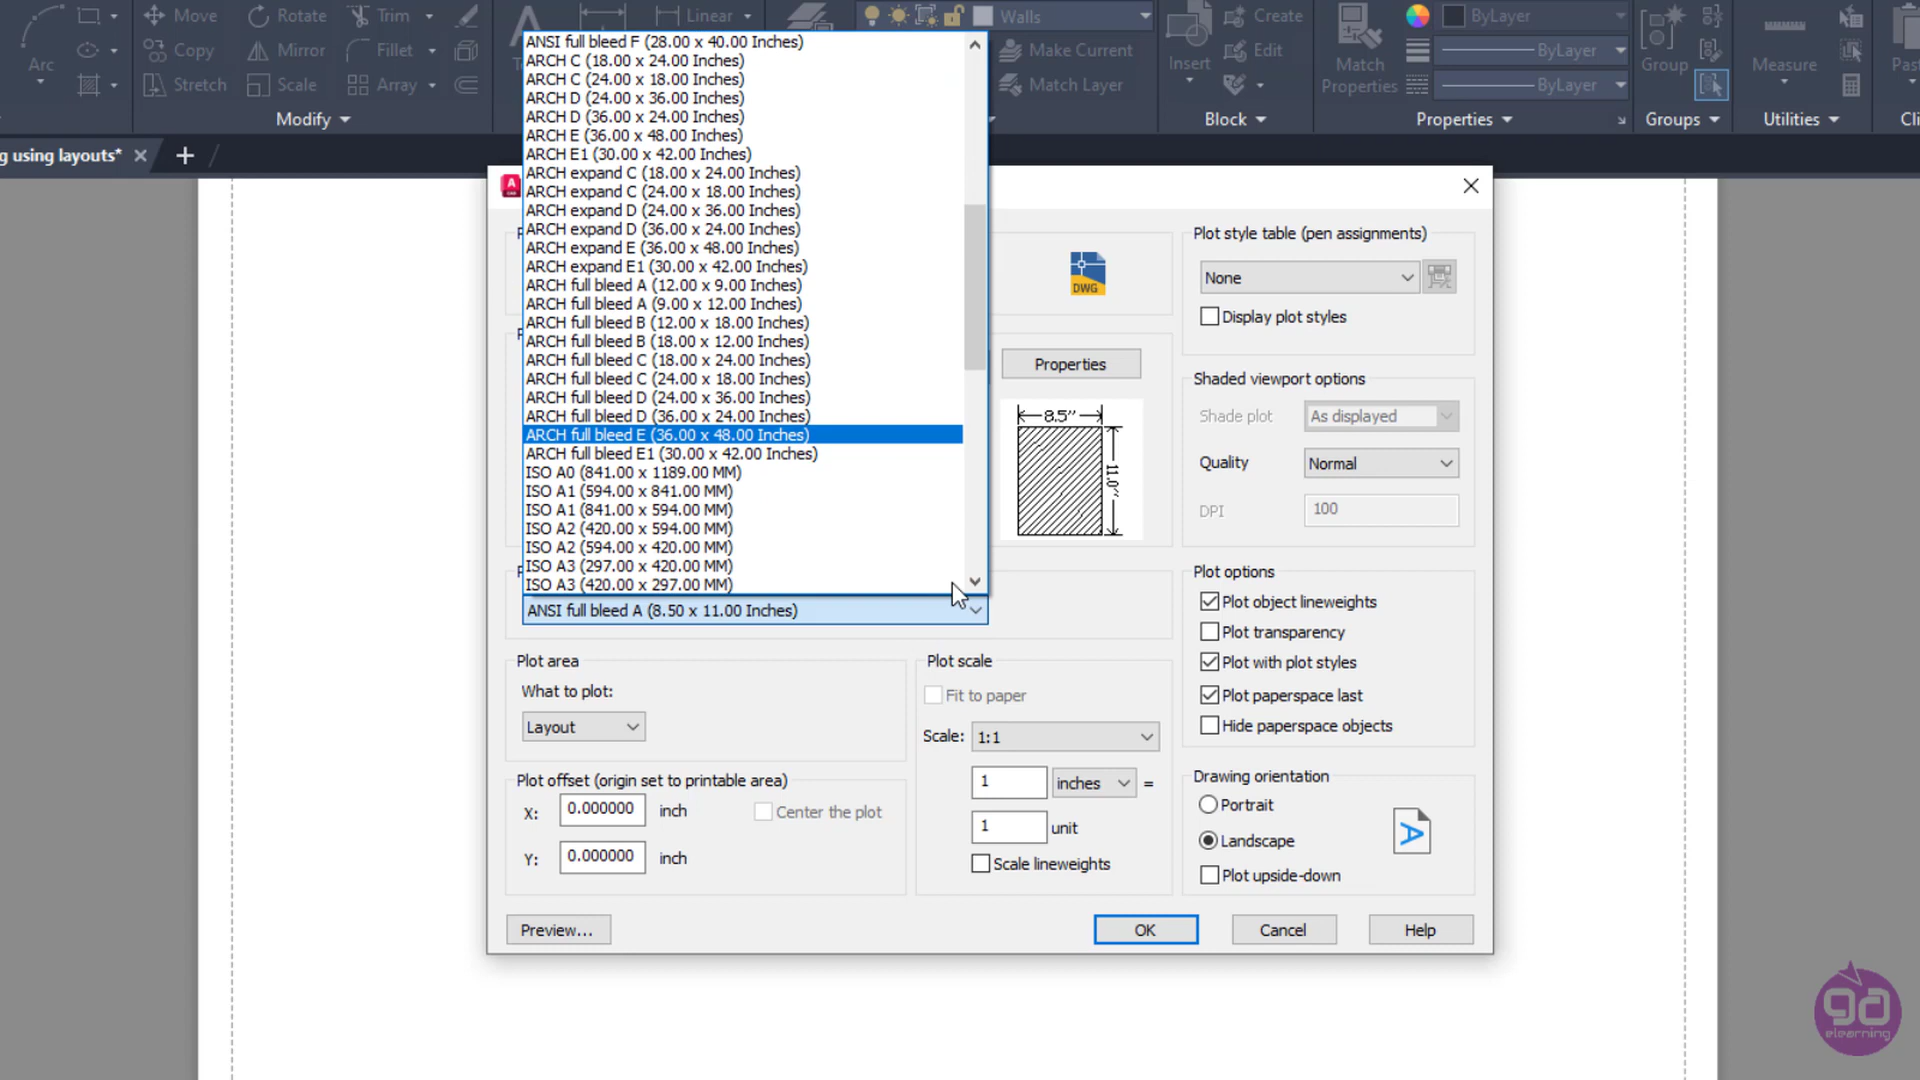 Move
Rotate
Trim
Linear
Walls
Create
ByLayer
Arc
Copy
Mirror
Fillet
Make Current
Edit
ByLayer
Insert
Match
Properties
Group
Measure
Stretch
Scale
Array
Match Layer
ByLayer
Modify
Block
Properties
Groups
Utilities
g using layouts*
ANSI full bleed F (28.00 x 40.00 Inches)
ARCH C (18.00 x 24.00 Inches)
ARCH C (24.00 x 18.00 Inches)
ARCH D (24.00 x 36.00 Inches)
ARCH D (36.00 x 24.00 Inches)
ARCH E (36.00 x 48.00 Inches)
ARCH E1 (30.00 x 42.00 Inches)
ARCH expand C (18.00 x 24.00 Inches)
ARCH expand C (24.00 x 18.00 Inches)
ARCH expand D (24.00 x 36.00 Inches)
ARCH expand D (36.00 x 24.00 Inches)
ARCH expand E (36.00 x 48.00 Inches)
ARCH expand E1 (30.00 x 42.00 Inches)
ARCH full bleed A (12.00 x 9.00 Inches)
ARCH full bleed A (9.00 x 12.00 Inches)
ARCH full bleed B (12.00 x 18.00 Inches)
ARCH full bleed B (18.00 x 12.00 Inches)
ARCH full bleed C (18.00 x 24.00 Inches)
ARCH full bleed C (24.00 x 18.00 Inches)
ARCH full bleed D (24.00 x 36.00 Inches)
ARCH full bleed D (36.00 x 24.00 Inches)
ARCH full bleed E (36.00 x 48.00 Inches)
ARCH full bleed E1 (30.00 x 42.00 Inches)
ISO A0 (841.00 x 1189.00 MM)
ISO A1 (594.00 x 841.00 MM)
ISO A1 (841.00 x 594.00 MM)
ISO A2 (420.00 x 594.00 MM)
ISO A2 (594.00 x 420.00 MM)
ISO A3 (297.00 x 420.00 MM)
ISO A3 (420.00 x 297.00 MM)
ANSI full bleed A (8.50 x 11.00 Inches)
DWG
Properties
8.5''
11.0''
Plot style table (pen assignments)
None
Display plot styles
Shaded viewport options
Shade plot
As displayed
Quality
Normal
DPI
100
Plot area
What to plot:
Layout
Plot offset (origin set to printable area)
X:
0.000000
inch
Center the plot
Y:
0.000000
inch
Plot scale
Fit to paper
Scale:
1:1
1
inches
=
1
unit
Scale lineweights
Plot options
Plot object lineweights
Plot transparency
Plot with plot styles
Plot paperspace last
Hide paperspace objects
Drawing orientation
Portrait
Landscape
A
Plot upside-down
Preview...
OK
Cancel
Help
ga
elearning